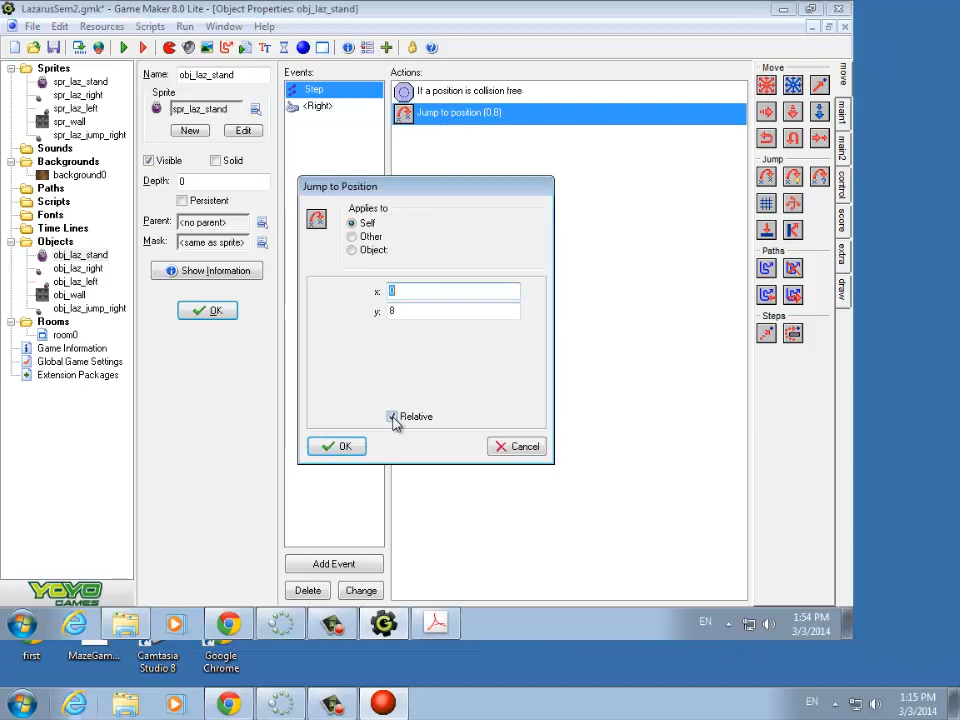 LazarusSem2.gmk* - Game Maker 8.0 Lite - [Object Properties: obj_laz_stand]
File Edit Resources Scripts Run Window Help
Sprites
spr_laz_stand
spr_laz_right
spr_laz_left
spr_wall
spr_laz_jump_right
Sounds
Backgrounds
background0
Paths
Scripts
Fonts
Time Lines
Objects
obj_laz_stand
obj_laz_right
obj_laz_left
obj_wall
obj_laz_jump_right
Rooms
room0
Game Information
Global Game Settings
Extension Packages
YOYO
GAMES
Name: obj_laz_stand
Sprite
spr_laz_stand
New Edit
Visible Solid
Depth: 0
Persistent
Parent: <no parent>
Mask: <same as sprite>
Show Information
OK
Events:
Step
<Right>
Add Event
Delete Change
Actions:
If a position is collision free
Jump to position (0,8)
Jump to Position
Applies to
Self
Other
Object:
x: 0
y: 8
Relative
OK Cancel
Move
Jump
Paths
Steps
move
main1
main2
control
score
extra
draw
EN
1:54 PM
3/3/2014
first
MazeGam...
Camtasia
Studio 8
Google
Chrome
EN
1:15 PM
3/3/2014